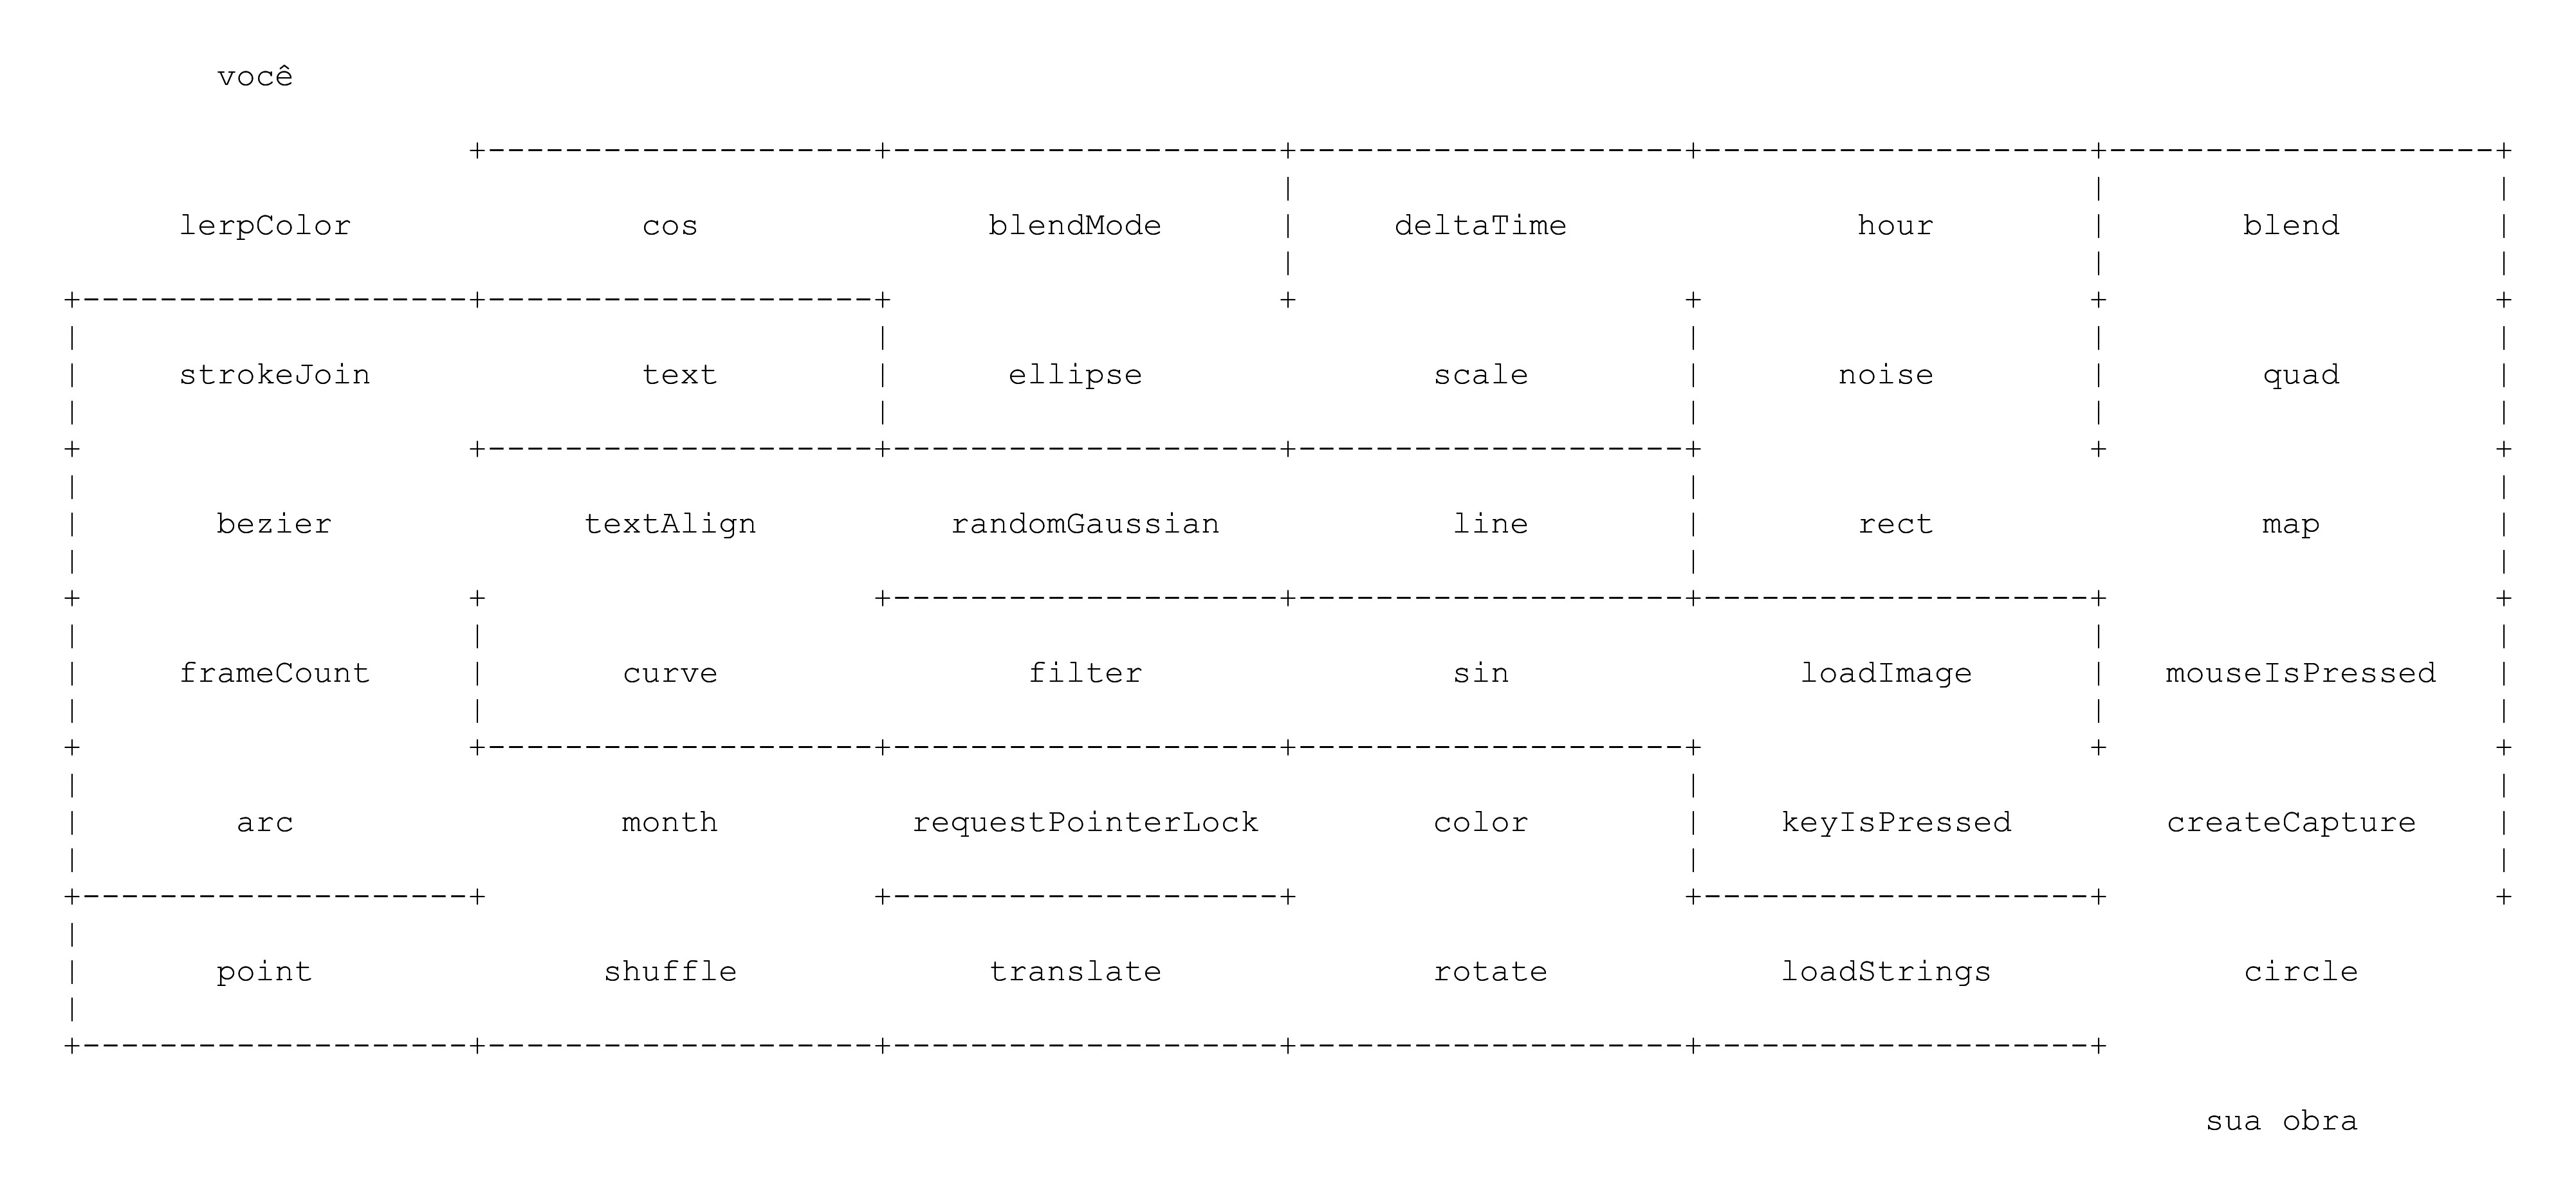 você
lerpColor cos blendMode deltaTime hour blend
strokeJoin text ellipse scale noise quad
bezier textAlign randomGaussian line rect map
frameCount curve filter sin loadImage mouseIsPressed
arc month requestPointerLock color keyIsPressed createCapture
point shuffle translate rotate loadStrings circle
sua obra